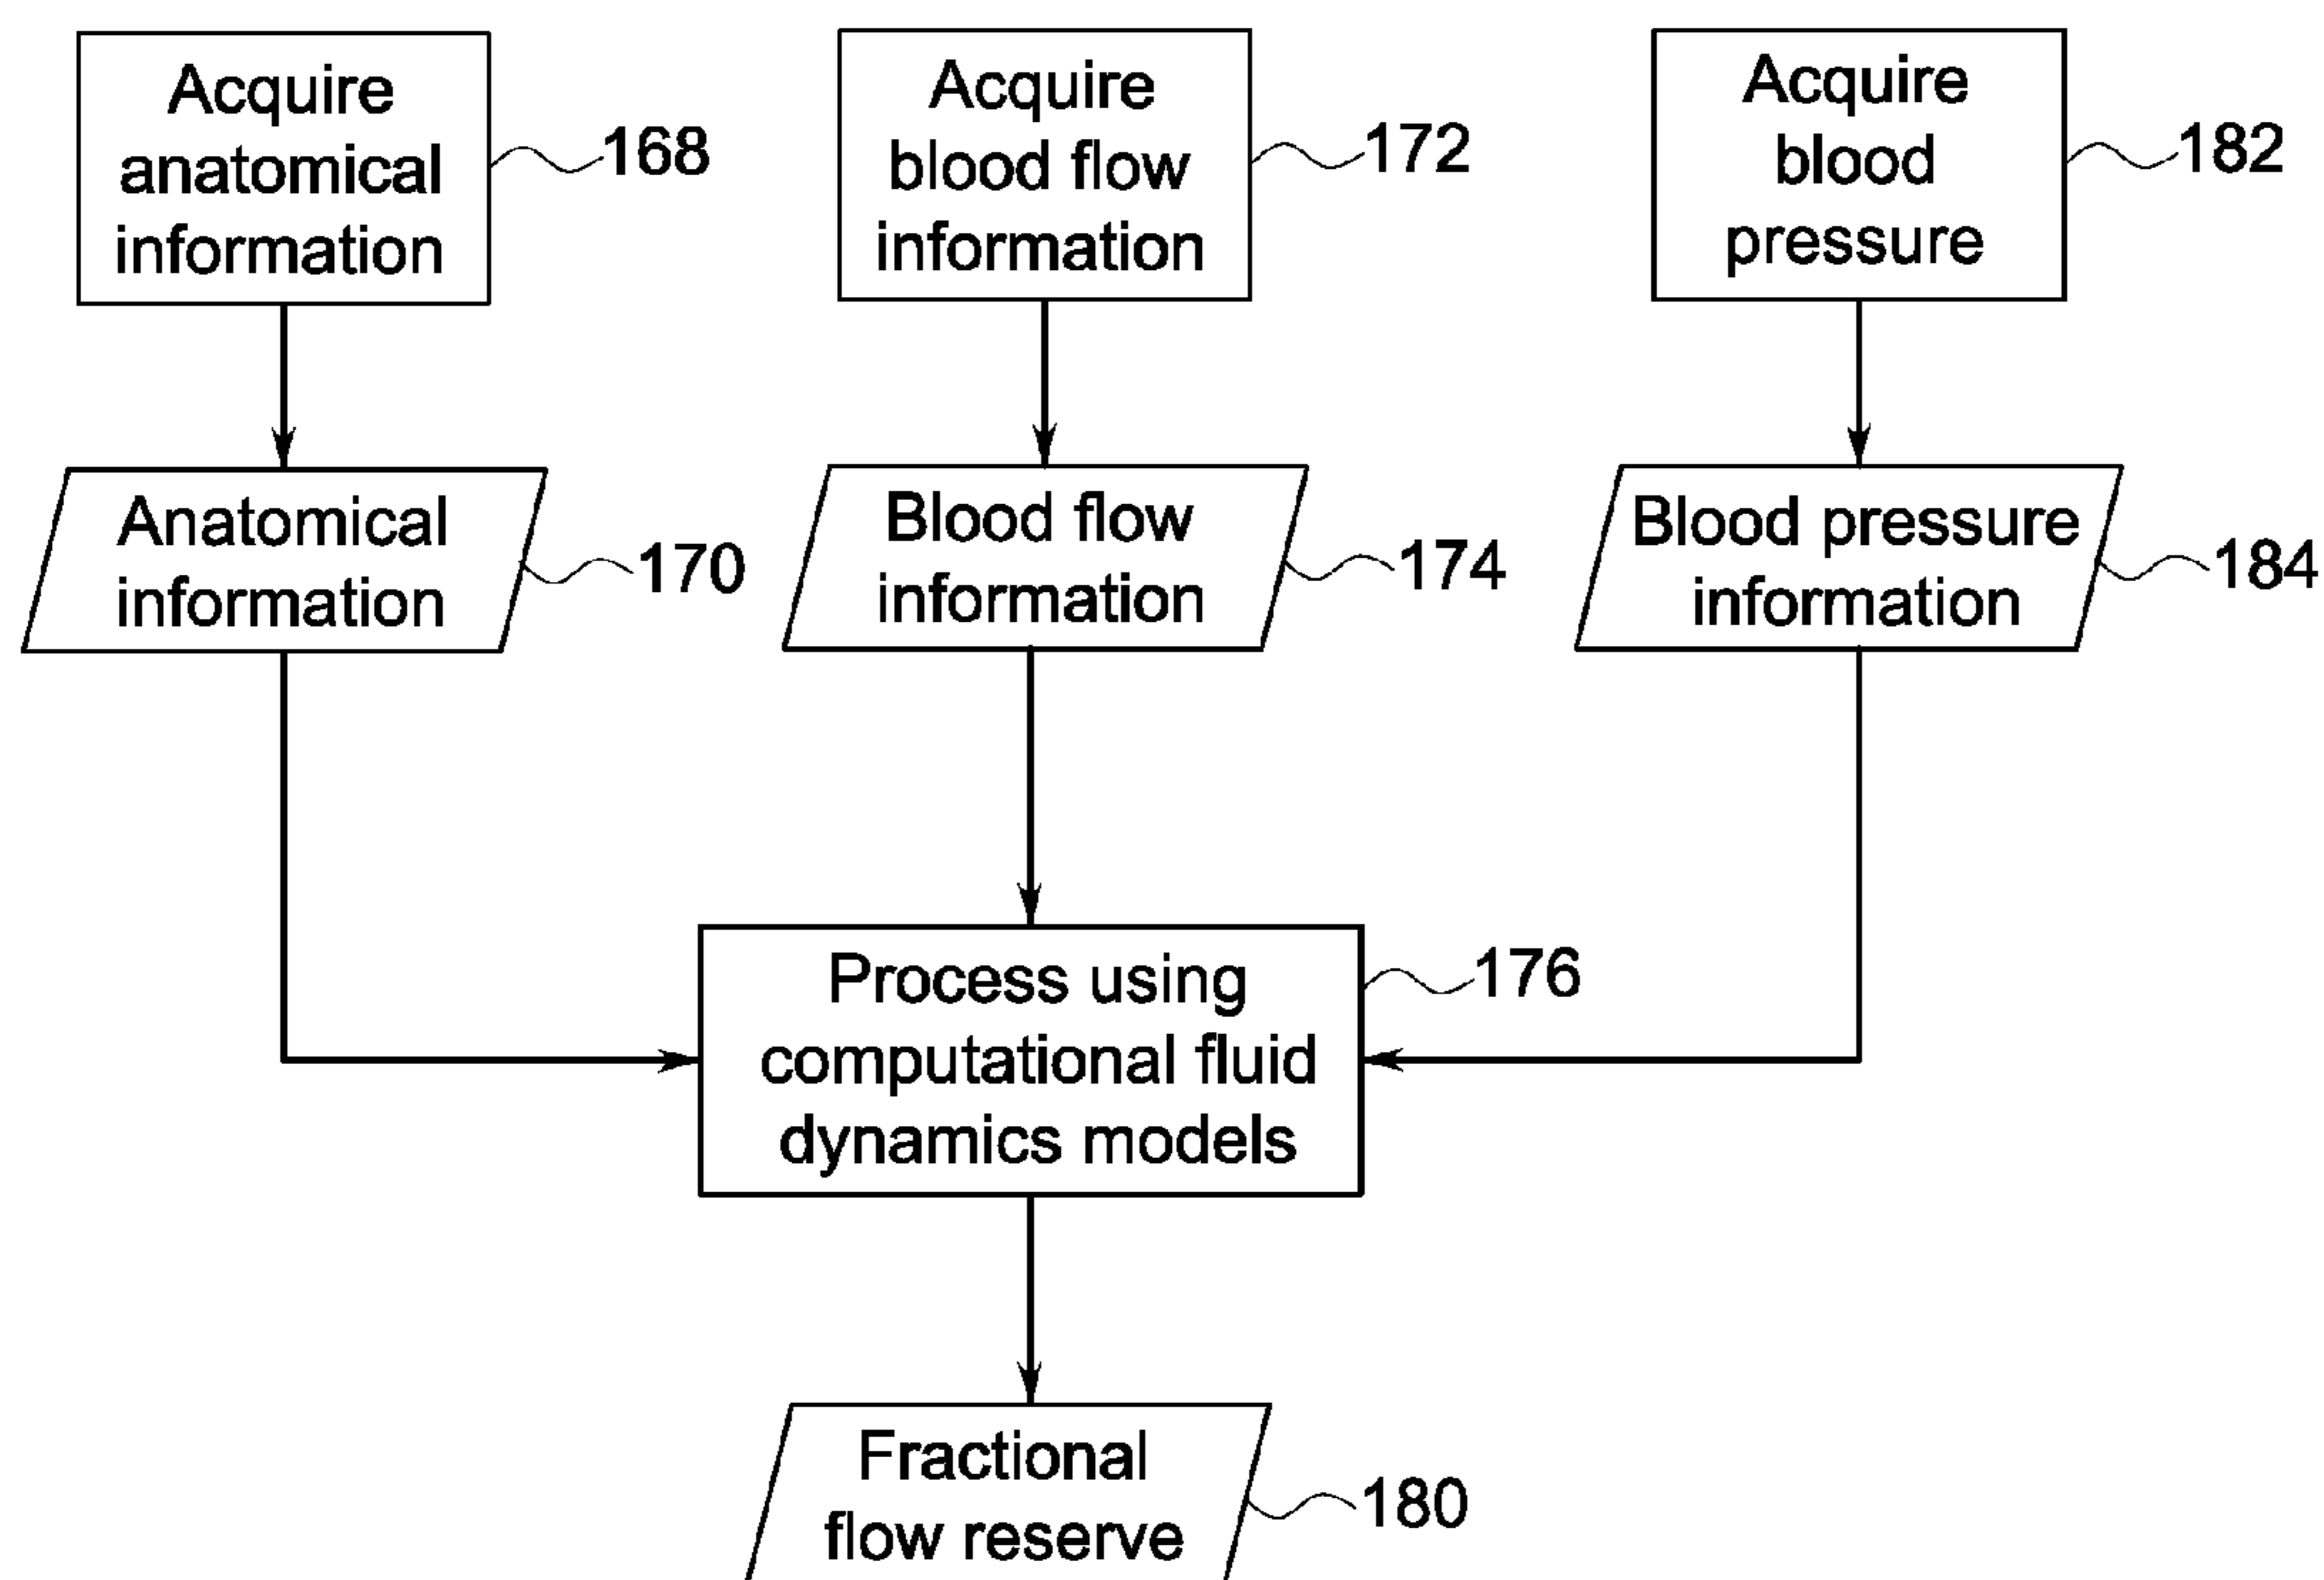 Acquire
anatomical
information
168
Acquire
blood flow
information
172
Acquire
blood
pressure
182
Anatomical
information
170
Blood flow
information
174
Blood pressure
information
184
Process using
computational fluid
dynamics models
176
Fractional
flow reserve
180